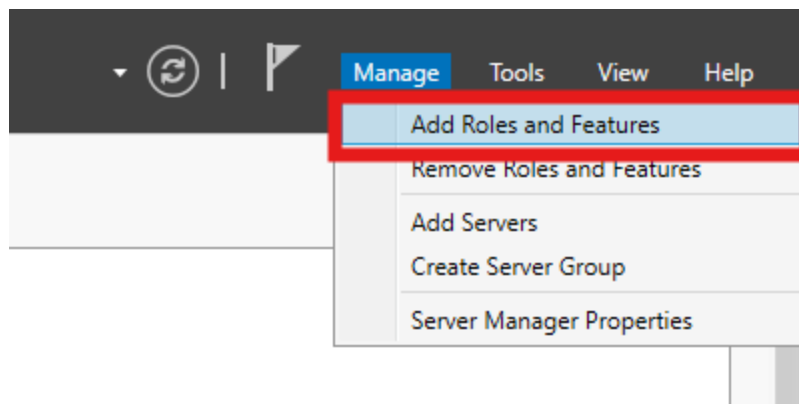 Manage Tools View Help
Add Roles and Features
Remove Roles and Features
Add Servers
Create Server Group
Server Manager Properties